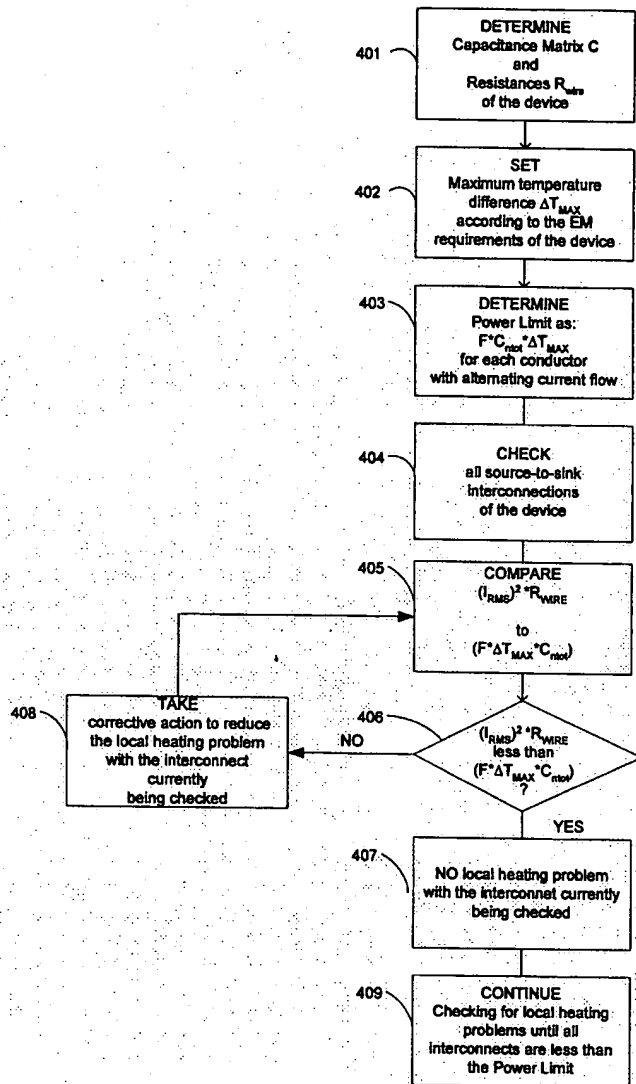 401
DETERMINE
Capacitance Matrix C
and
Resistances R_wire
of the device
402
SET
Maximum temperature
difference ΔT_MAX
according to the EM
requirements of the device
403
DETERMINE
Power Limit as:
F*C_ntot*ΔT_MAX
for each conductor
with alternating current flow
404
CHECK
all source-to-sink
interconnections
of the device
405
COMPARE
(I_RMS)² *R_WIRE
to
(F*ΔT_MAX*C_ntot)
406
(I_RMS)² *R_WIRE
less than
(F*ΔT_MAX*C_ntot)
?
NO
YES
408
TAKE
corrective action to reduce
the local heating problem
with the interconnect
currently
being checked
407
NO local heating problem
with the interconnet currently
being checked
409
CONTINUE
Checking for local heating
problems until all
interconnects are less than
the Power Limit